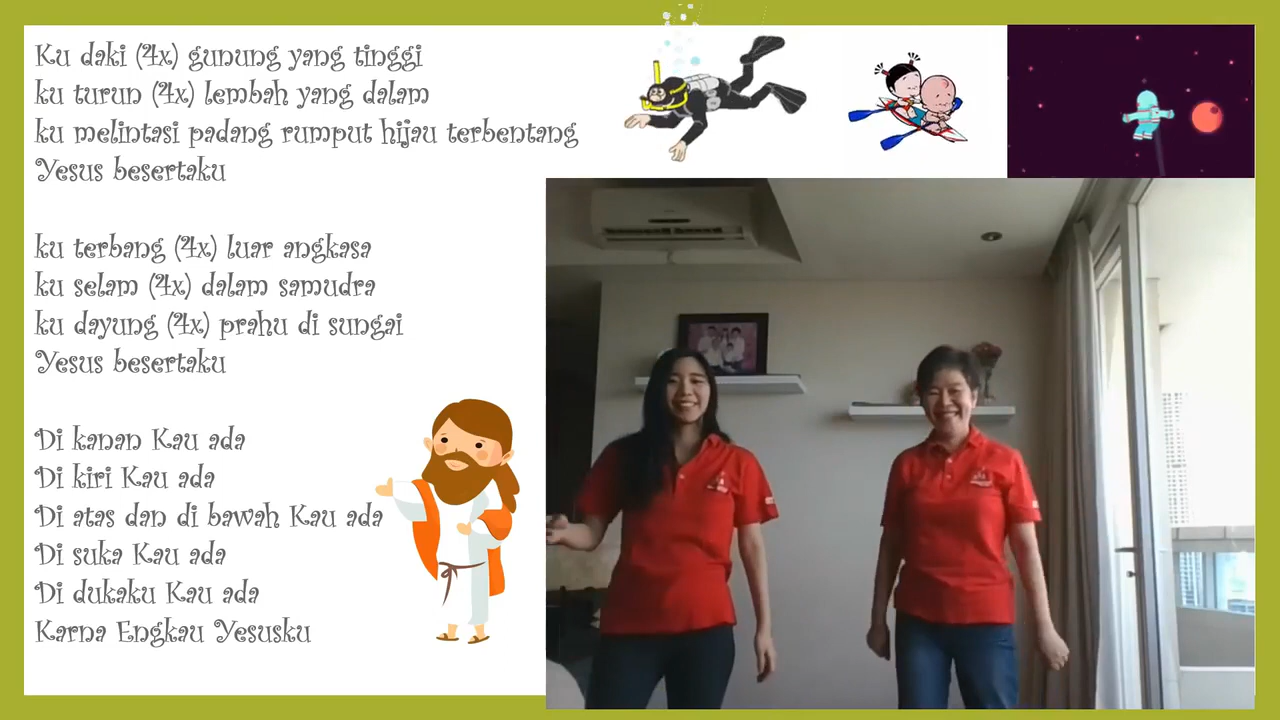 Ku daki (4x) gunung yang tinggi
ku turun (4x) lembah yang dalam
ku melintasi padang rumput hijau terbentang
Yesus besertaku
ku terbang (4x) luar angkasa
ku selam (4x) dalam samudra
ku dayung (4x) prahu di sungai
Yesus besertaku
Di kanan Kau ada
Di kiri Kau ada
Di atas dan di bawah Kau ada
Di suka Kau ada
Di dukaku Kau ada
Karna Engkau Yesusku